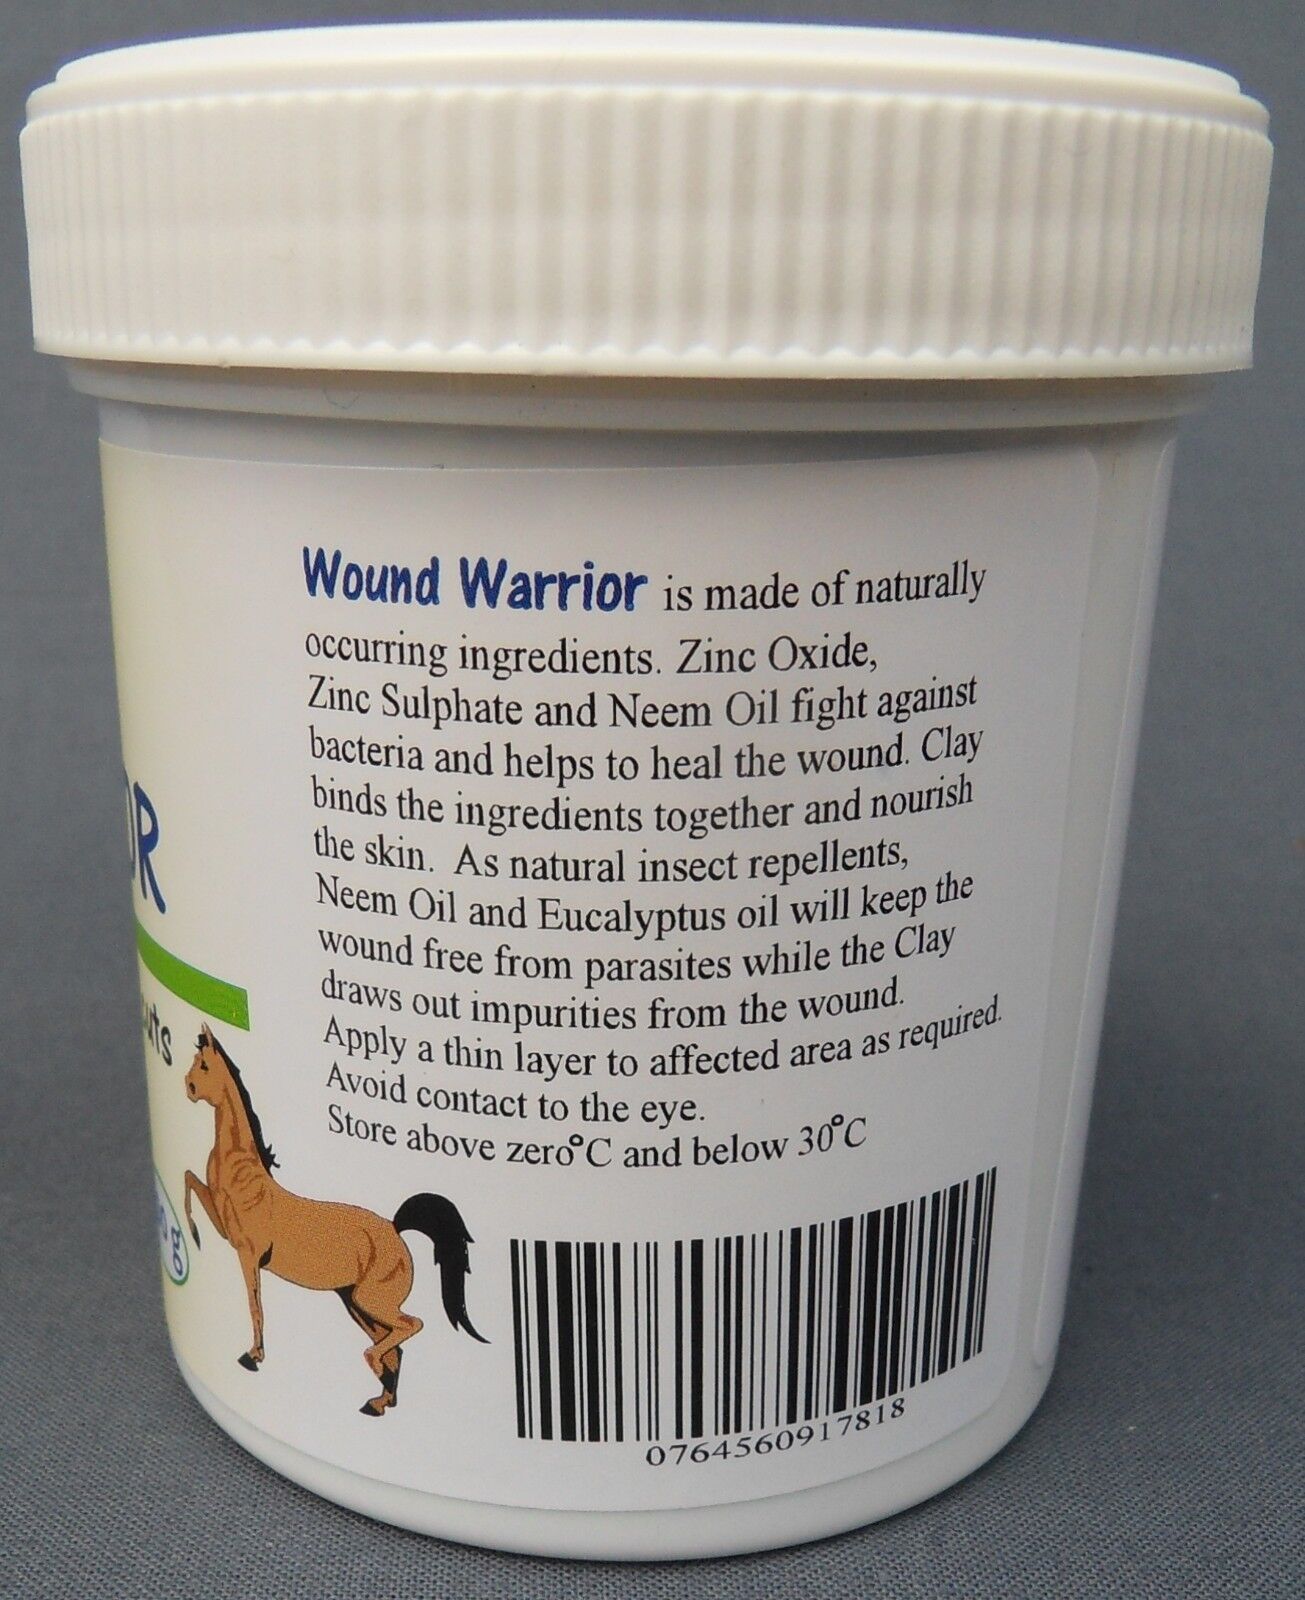 Wound Warrior is made of naturally
occurring ingredients. Zinc Oxide,
Zinc Sulphate and Neem Oil fight against
bacteria and helps to heal the wound. Clay
binds the ingredients together and nourish
the skin. As natural insect repellents,
Neem Oil and Eucalyptus oil will keep the
wound free from parasites while the Clay
draws out impurities from the wound.
Apply a thin layer to affected area as required.
Avoid contact to the eye.
Store above zero°C and below 30°C
0764560917818
OR
cuts
g